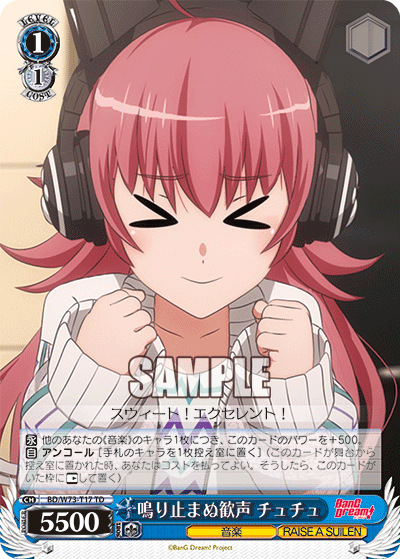 LEVEL
1
1
COST
SAMPLE
スウィート!エクセレント!
永 他のあなたの《音楽》のキャラ1枚につき、このカードのパワーを+500。
自 アンコール [手札のキャラを1枚控え室に置く] (このカードが舞台から
控え室に置かれた時、あなたはコストを払ってよい。そうしたら、このカードが
いた枠に して置く)
CH BD/W73-T17 TD
5500
鳴り止まぬ歓声 チュチュ
BanG Dream!
音楽
RAISE A SUILEN
©BanG Dream! Project